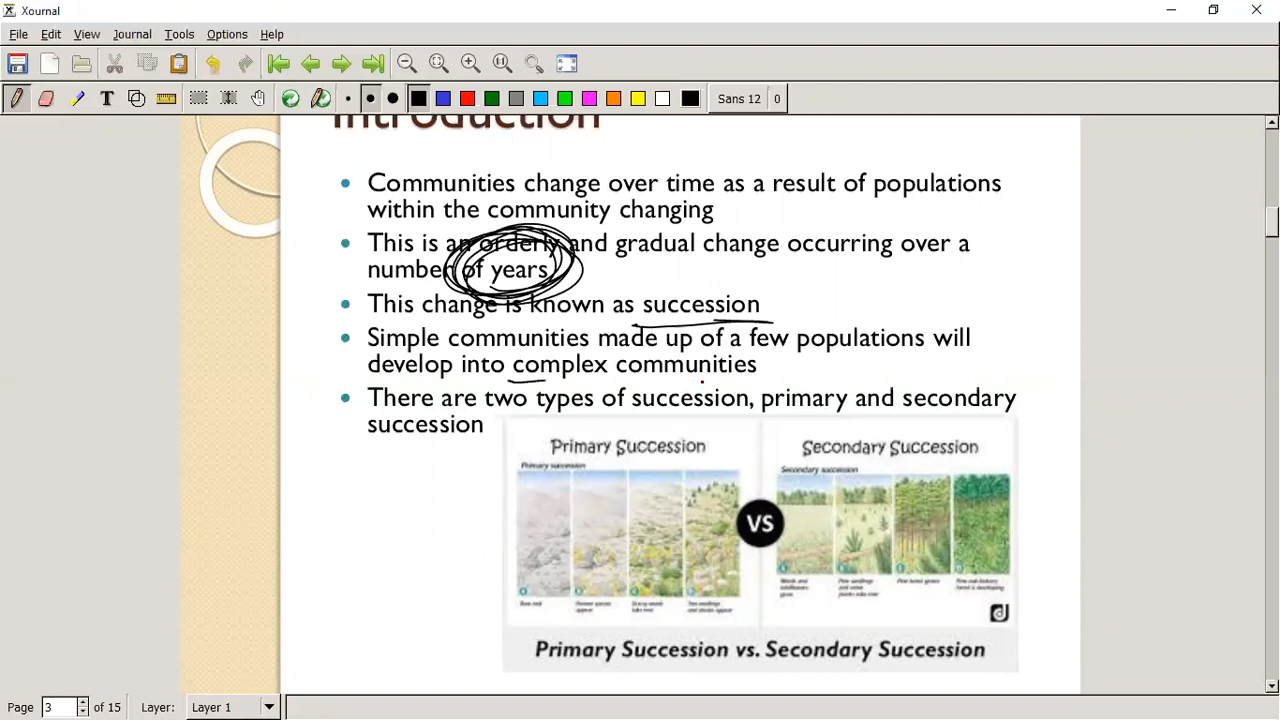 Xournal
File Edit View Journal Tools Options Help
Sans 12 0
Introduction
• Communities change over time as a result of populations
within the community changing
• This is an orderly and gradual change occurring over a
number of years
• This change is known as succession
• Simple communities made up of a few populations will
develop into complex communities
• There are two types of succession, primary and secondary
succession
Primary Succession
Primary succession
VS
Secondary Succession
Secondary succession
Primary Succession vs. Secondary Succession
Page 3 of 15 Layer: Layer 1